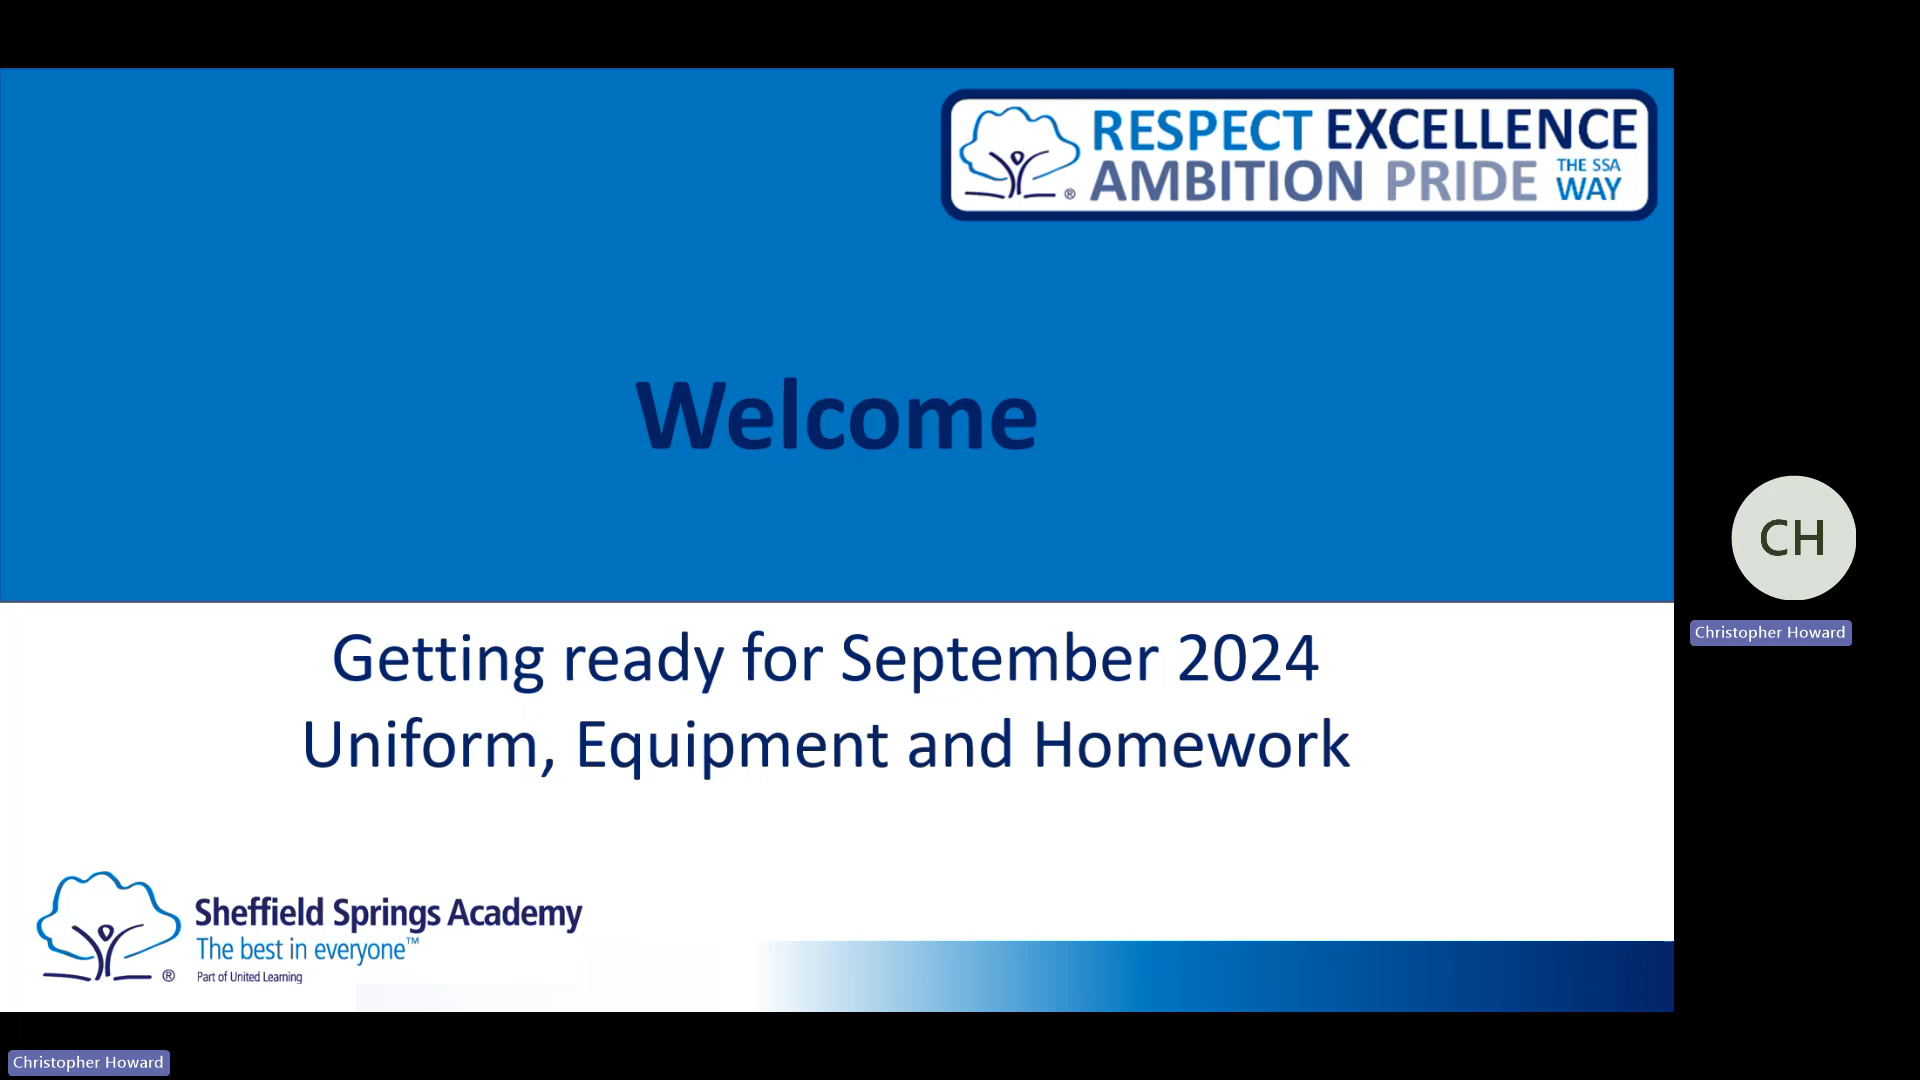 RESPECT EXCELLENCE
AMBITION PRIDE THE SSA WAY
®
Welcome
CH
Christopher Howard
Getting ready for September 2024
Uniform, Equipment and Homework
Sheffield Springs Academy
The best in everyone™
Part of United Learning
®
Christopher Howard